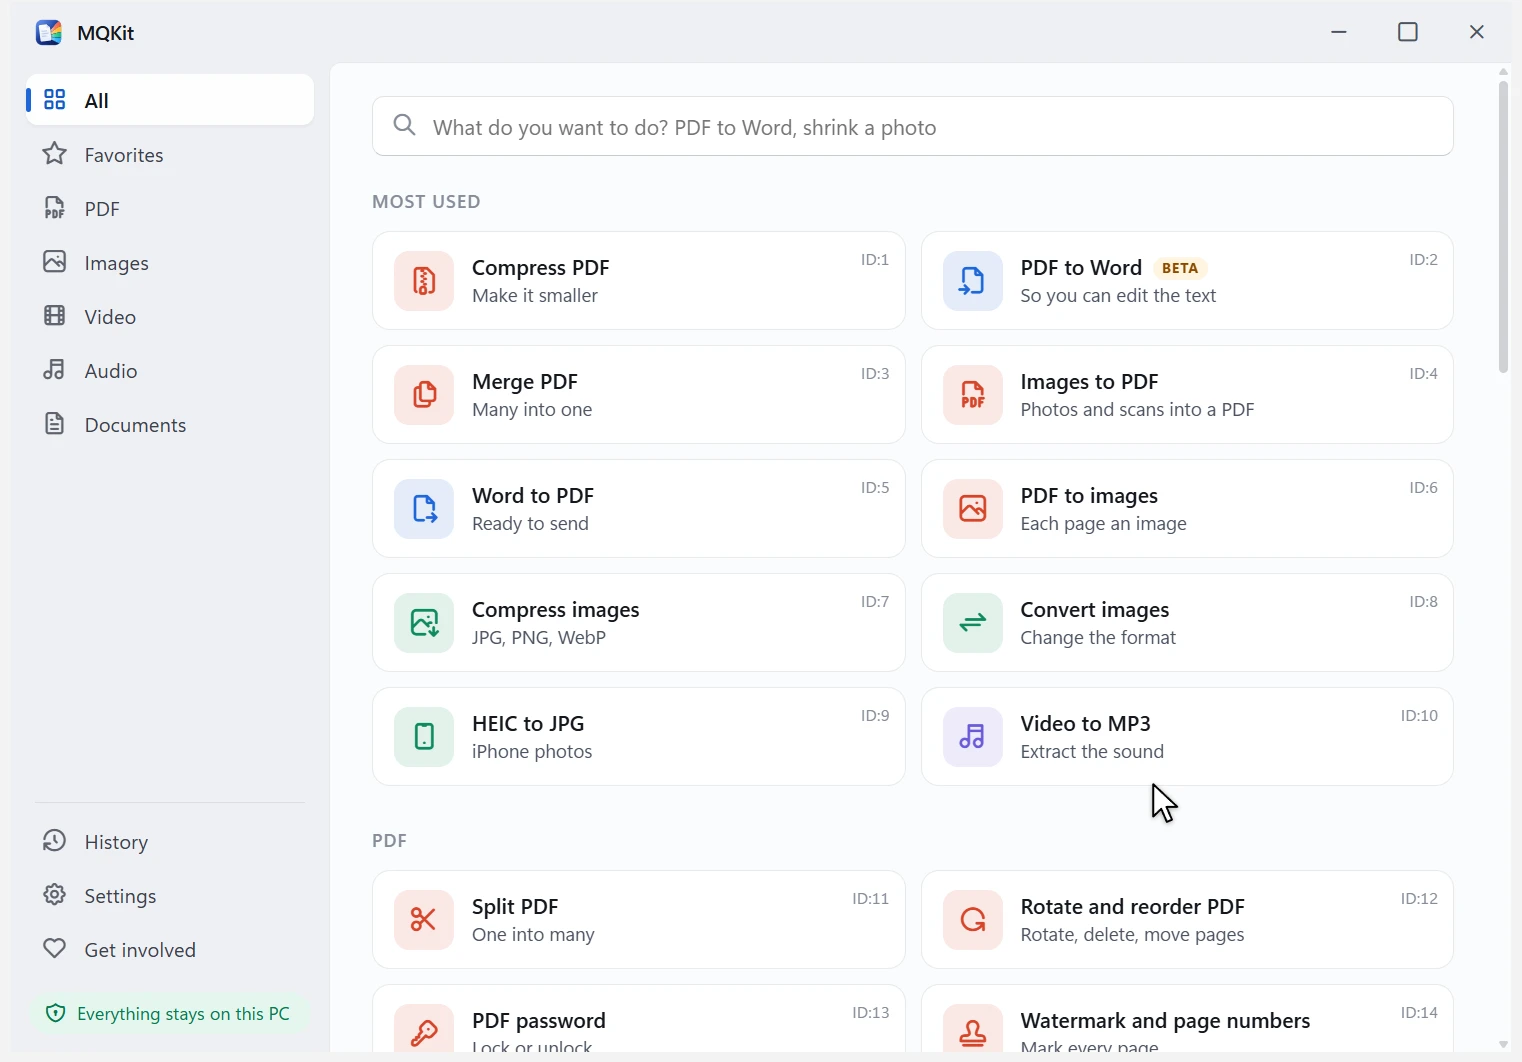 MQKit
All
Favorites
PDF
Images
Video
Audio
Documents
History
Settings
Get involved
Everything stays on this PC
What do you want to do? PDF to Word, shrink a photo
MOST USED
Compress PDF
Make it smaller
ID:1
PDF to Word BETA
So you can edit the text
ID:2
Merge PDF
Many into one
ID:3
Images to PDF
Photos and scans into a PDF
ID:4
Word to PDF
Ready to send
ID:5
PDF to images
Each page an image
ID:6
Compress images
JPG, PNG, WebP
ID:7
Convert images
Change the format
ID:8
HEIC to JPG
iPhone photos
ID:9
Video to MP3
Extract the sound
ID:10
PDF
Split PDF
One into many
ID:11
Rotate and reorder PDF
Rotate, delete, move pages
ID:12
PDF password
Lock or unlock
ID:13
Watermark and page numbers
Mark every page
ID:14